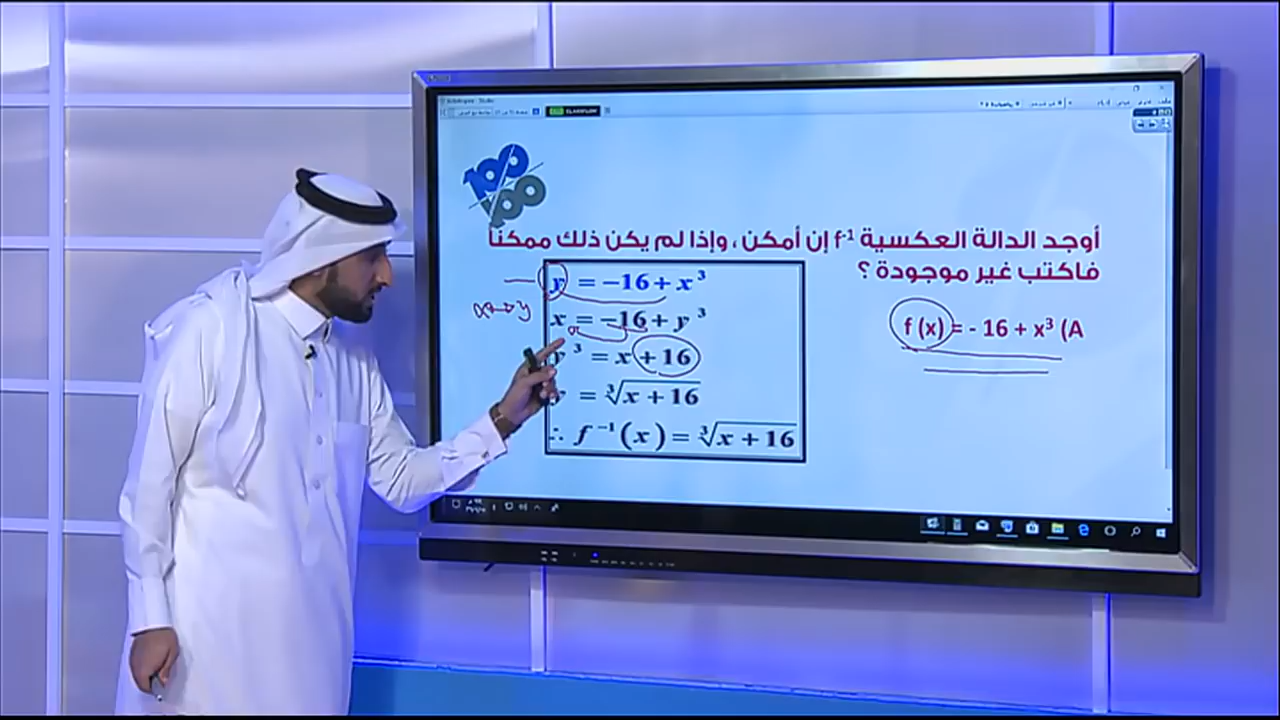 100
100
أوجد الدالة العكسية f-1 إن أمكن ، وإذا لم يكن ذلك ممكناً
فاكتب غير موجودة ؟
f (x) = - 16 + x³ (A
y = −16 + x³
x ↔ y
x = −16 + y³
y³ = x + 16
y = ∛x + 16
∴ f⁻¹(x) = ∛x + 16